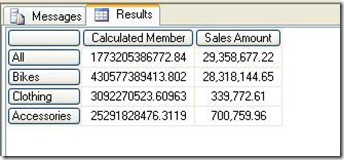 Messages Results
Calculated Member Sales Amount
All 1773205386772.84 29,358,677.22
Bikes 430577389413.802 28,318,144.65
Clothing 3092270523.60963 339,772.61
Accessories 25291828476.3119 700,759.96